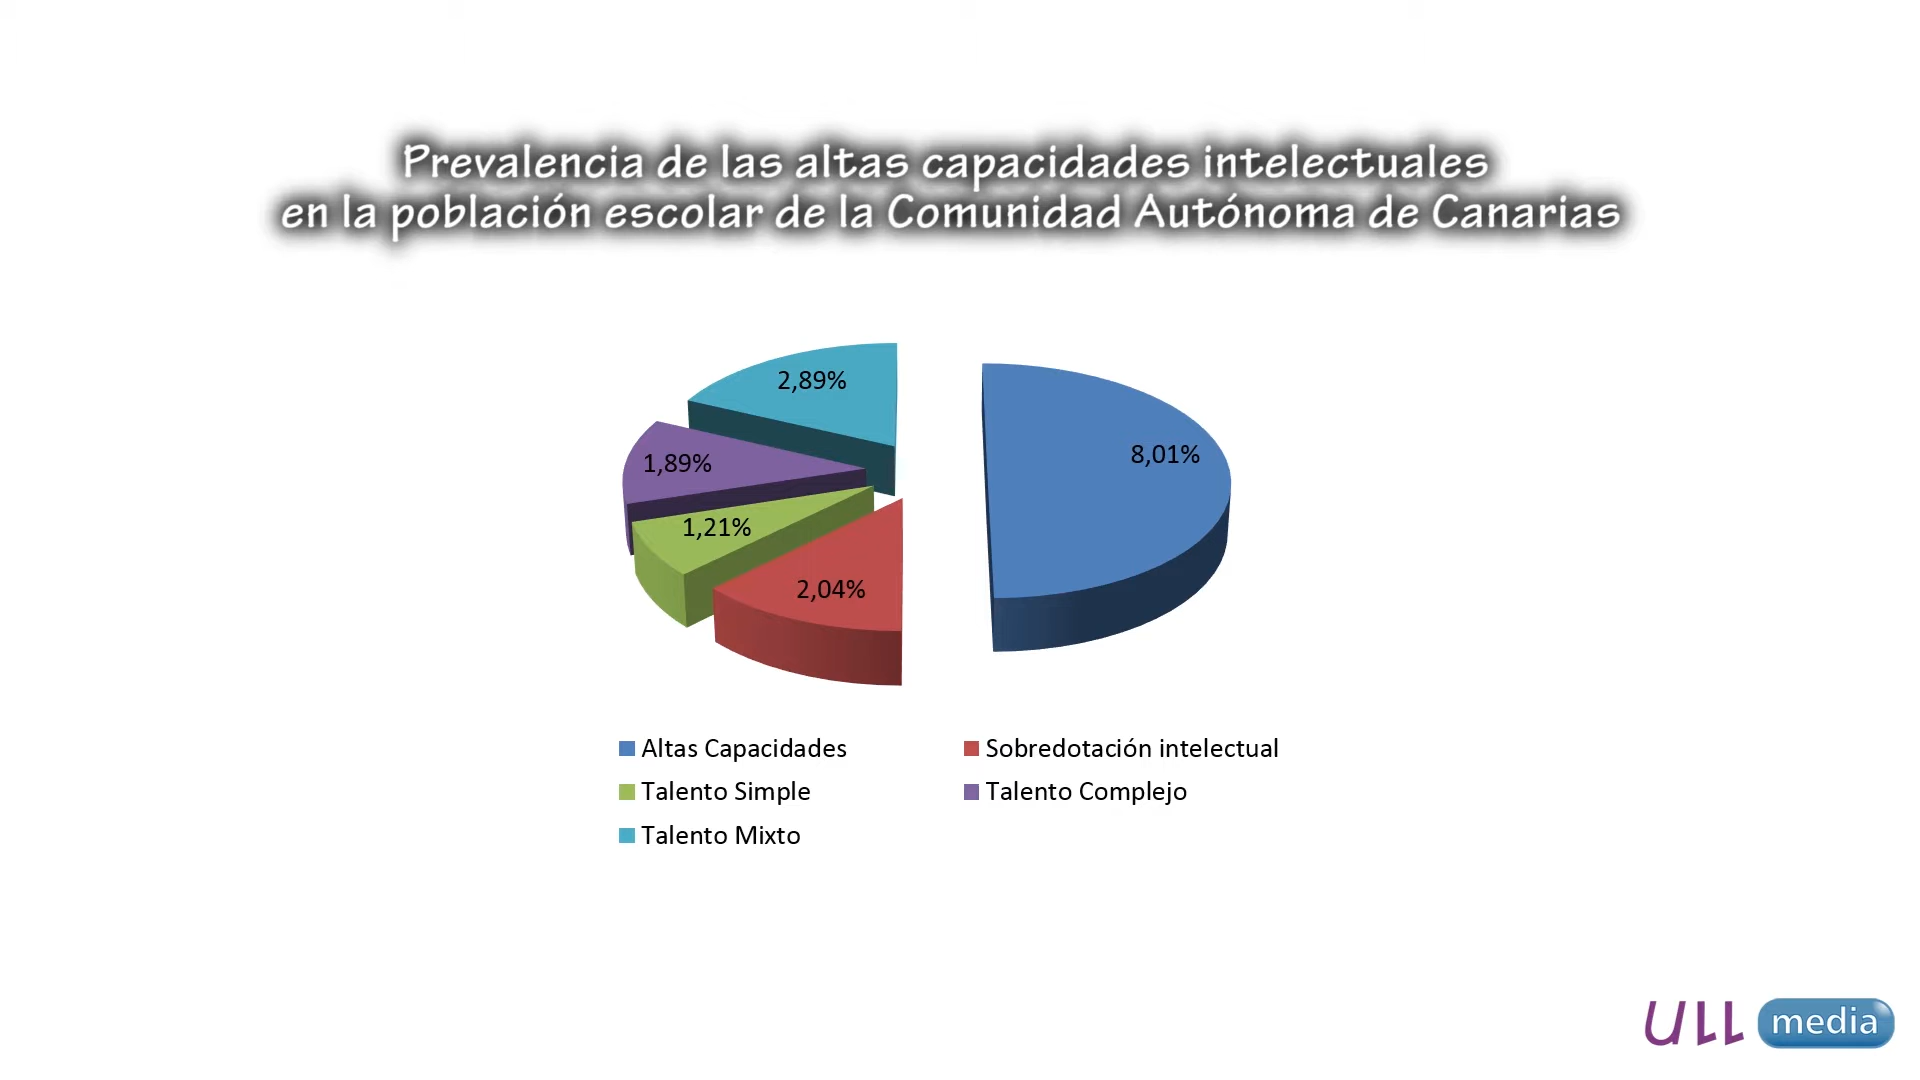 Prevalencia de las altas capacidades intelectuales
en la población escolar de la Comunidad Autónoma de Canarias
2,89%
8,01%
1,89%
1,21%
2,04%
Altas Capacidades
Sobredotación intelectual
Talento Simple
Talento Complejo
Talento Mixto
ULL media